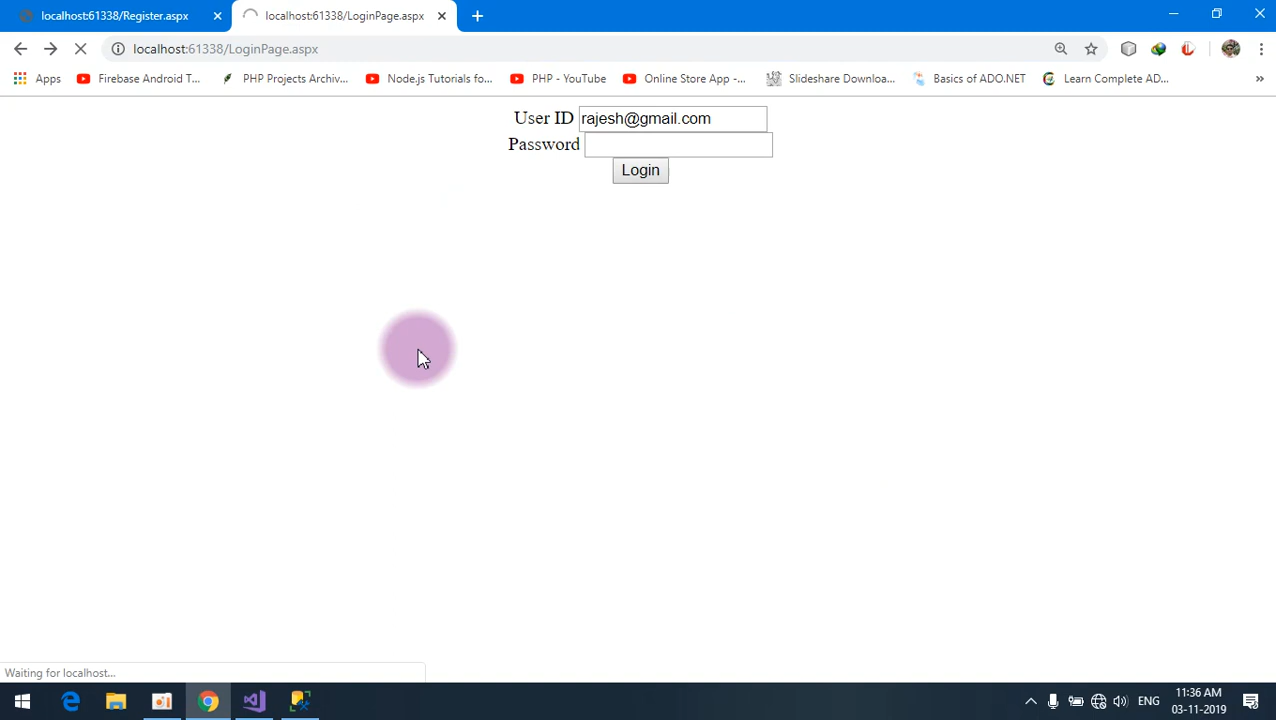 localhost:61338/Register.aspx
localhost:61338/LoginPage.aspx
localhost:61338/LoginPage.aspx
Apps
Firebase Android T...
PHP Projects Archiv...
Node.js Tutorials fo...
PHP - YouTube
Online Store App -...
Slideshare Downloa...
Basics of ADO.NET
Learn Complete AD...
»
User ID rajesh@gmail.com
Password
Login
Waiting for localhost...
ENG
11:36 AM
03-11-2019